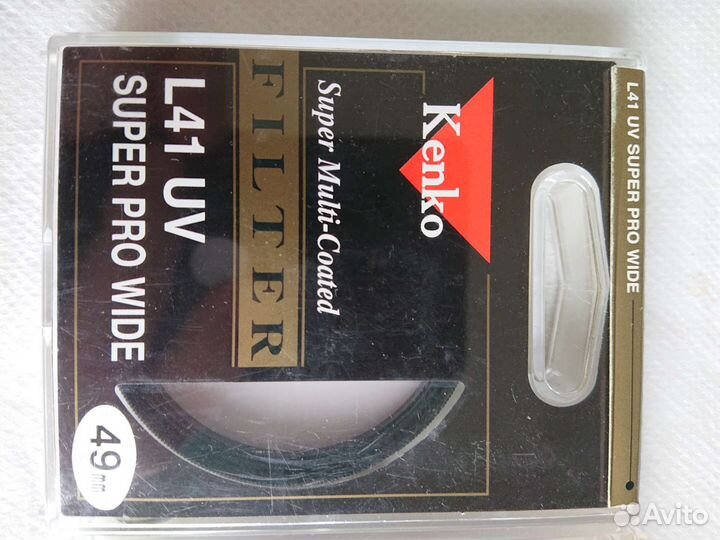 L41 UV SUPER PRO WIDE
Kenko
Super Multi-Coated
FILTER
L41 UV
SUPER PRO WIDE
49mm
Avito